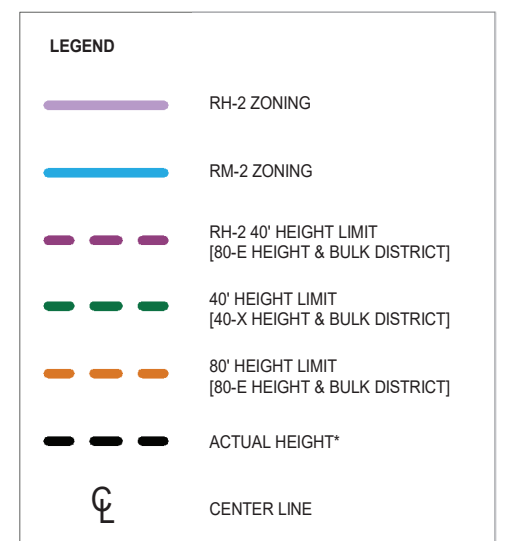 LEGEND
RH-2 ZONING
RM-2 ZONING
RH-2 40' HEIGHT LIMIT
[80-E HEIGHT & BULK DISTRICT]
40' HEIGHT LIMIT
[40-X HEIGHT & BULK DISTRICT]
80' HEIGHT LIMIT
[80-E HEIGHT & BULK DISTRICT]
ACTUAL HEIGHT*
℄ CENTER LINE